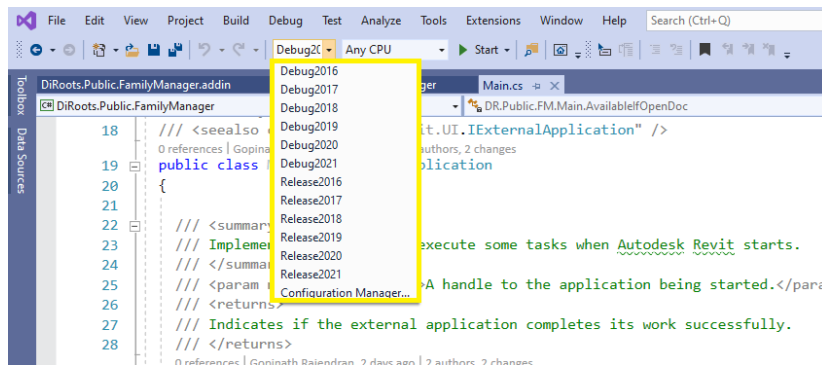 File Edit View Project Build Debug Test Analyze Tools Extensions Window Help Search (Ctrl+Q)
Debug20 Any CPU Start
DiRoots.Public.FamilyManager.addin ger Main.cs
C# DiRoots.Public.FamilyManager DR.Public.FM.Main.AvailableIfOpenDoc
Toolbox
Data Sources
Debug2016
Debug2017
Debug2018
Debug2019
Debug2020
Debug2021
Release2016
Release2017
Release2018
Release2019
Release2020
Release2021
Configuration Manager...
18 /// <seealso it.UI.IExternalApplication" />
0 references | Gopina authors, 2 changes
19 public class plication
20 {
21
22 /// <summar
23 /// Implemen execute some tasks when Autodesk Revit starts.
24 /// </summa
25 /// <param n >A handle to the application being started.</para
26 /// <returns>
27 /// Indicates if the external application completes its work successfully.
28 /// </returns>
0 references | Gopinath Rajendran, 2 days ago | 2 authors, 2 changes